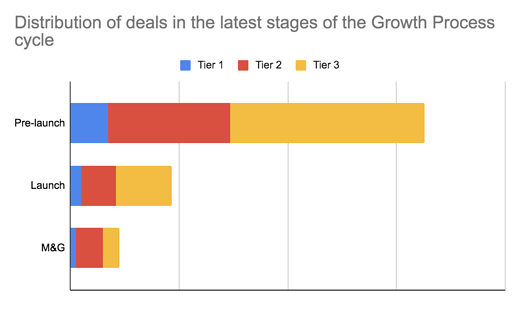 Distribution of deals in the latest stages of the Growth Process
cycle
Tier 1 Tier 2 Tier 3
Pre-launch
Launch
M&G